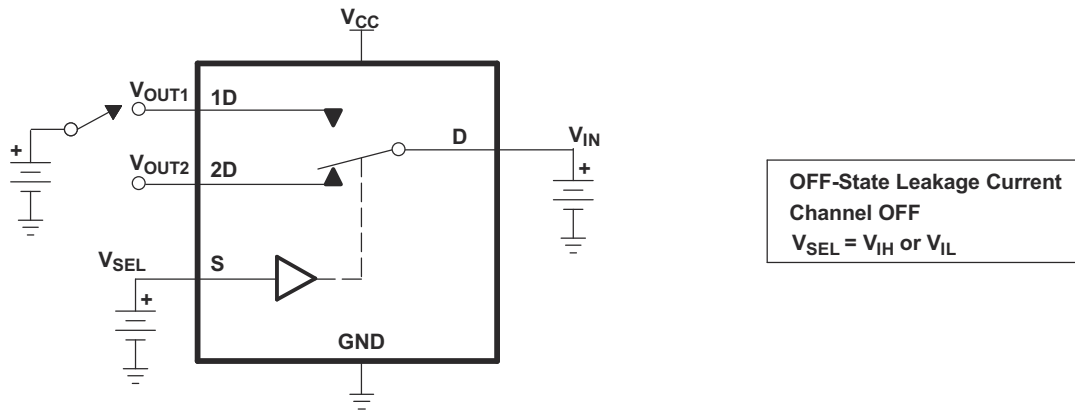 VCC
VOUT1 1D
+
D VIN
+
VOUT2 2D
VSEL S
+
GND
OFF-State Leakage Current
Channel OFF
VSEL = VIH or VIL